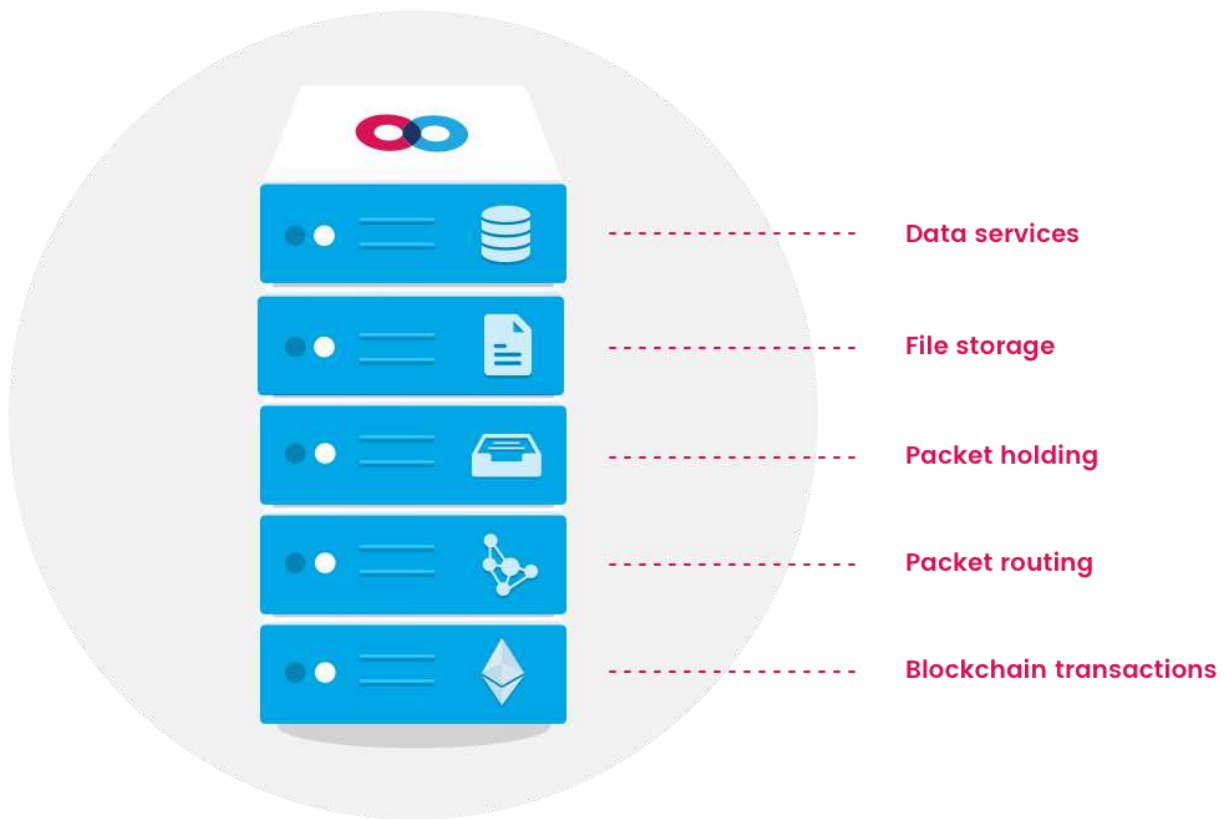 Data services
File storage
Packet holding
Packet routing
Blockchain transactions